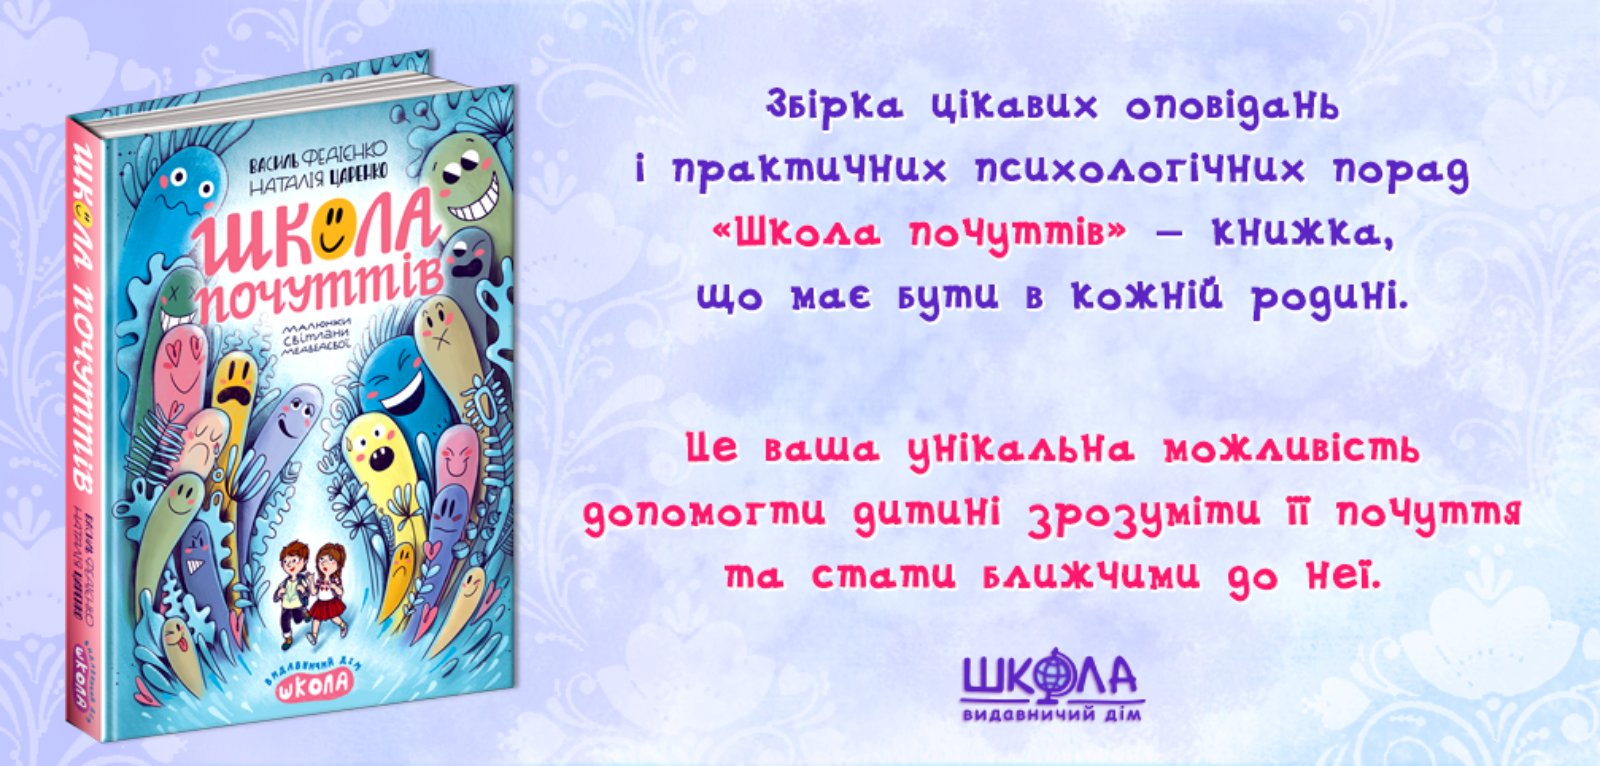 ВАСИЛЬ ФЕДІЄНКО
НАТАЛІЯ ЦАРЕНКО
ШКОЛА
ПОЧУТТІВ
МАЛЮНКИ
СВІТЛАНИ
МЕДВЕДЄВОЇ
ВИДАВНИЧИЙ ДІМ
ШКОЛА
ШКОЛА ПОЧУТТІВ
ВАСИЛЬ ФЕДІЄНКО
НАТАЛІЯ ЦАРЕНКО
ВИДАВНИЧИЙ ДІМ
ШКОЛА
Збірка цікавих оповідань
і практичних психологічних порад
«Школа почуттів» – книжка,
що має бути в кожній родині.
Це ваша унікальна можливість
допомогти дитині зрозуміти її почуття
та стати ближчими до неї.
ШКОЛА
ВИДАВНИЧИЙ ДІМ